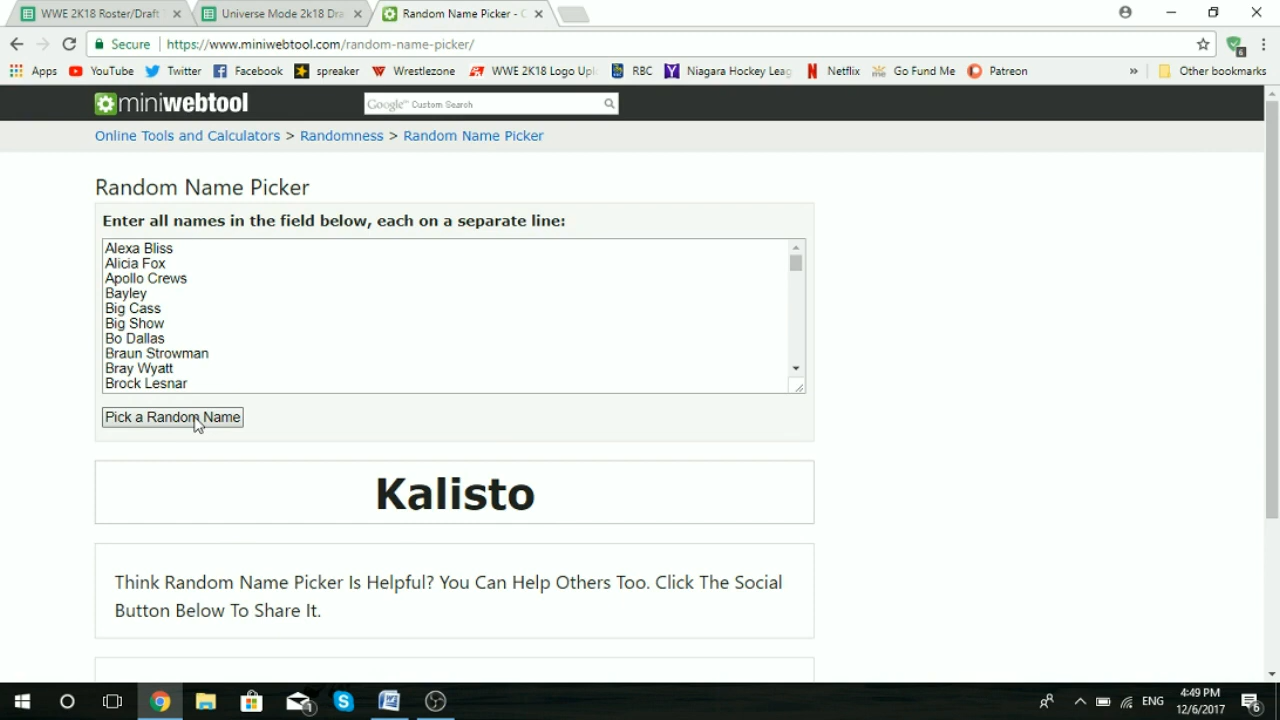 WWE 2K18 Roster/Draft
Universe Mode 2k18 Dra
Random Name Picker - C
Secure
https://www.miniwebtool.com/random-name-picker/
Apps
YouTube
Twitter
Facebook
spreaker
Wrestlezone
WWE 2K18 Logo Upl
RBC
Niagara Hockey Leag
Netflix
Go Fund Me
Patreon
»
Other bookmarks
miniwebtool
Google™ Custom Search
Online Tools and Calculators > Randomness > Random Name Picker
Random Name Picker
Enter all names in the field below, each on a separate line:
Alexa Bliss
Alicia Fox
Apollo Crews
Bayley
Big Cass
Big Show
Bo Dallas
Braun Strowman
Bray Wyatt
Brock Lesnar
Pick a Random Name
Kalisto
Think Random Name Picker Is Helpful? You Can Help Others Too. Click The Social
Button Below To Share It.
ENG
4:49 PM
12/6/2017